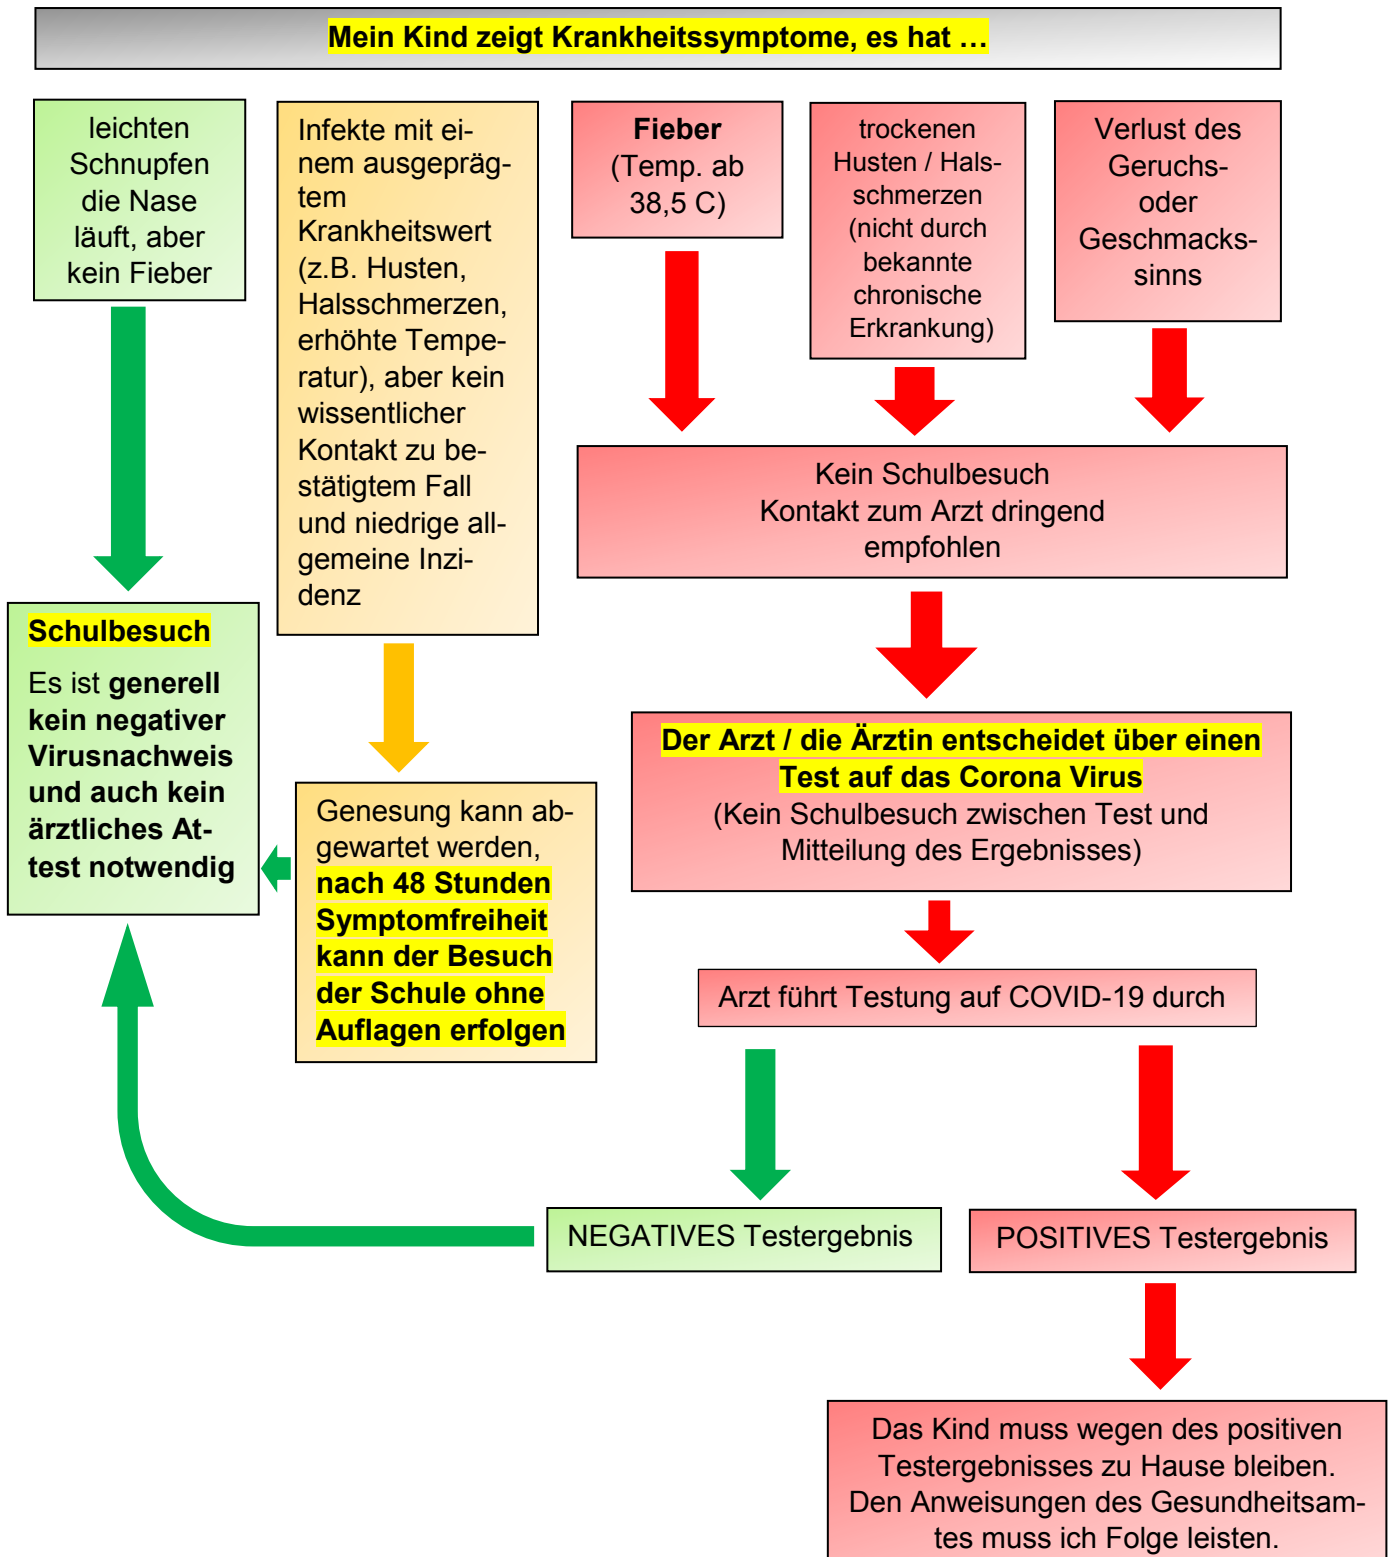 Mein Kind zeigt Krankheitssymptome, es hat …
leichten
Schnupfen
die Nase
läuft, aber
kein Fieber
Infekte mit ei-
nem ausgepräg-
tem
Krankheitswert
(z.B. Husten,
Halsschmerzen,
erhöhte Tempe-
ratur), aber kein
wissentlicher
Kontakt zu be-
stätigtem Fall
und niedrige all-
gemeine Inzi-
denz
Fieber
(Temp. ab
38,5 C)
trockenen
Husten / Hals-
schmerzen
(nicht durch
bekannte
chronische
Erkrankung)
Verlust des
Geruchs-
oder
Geschmacks-
sinns
Kein Schulbesuch
Kontakt zum Arzt dringend
empfohlen
Schulbesuch
Es ist generell
kein negativer
Virusnachweis
und auch kein
ärztliches At-
test notwendig
Genesung kann ab-
gewartet werden,
nach 48 Stunden
Symptomfreiheit
kann der Besuch
der Schule ohne
Auflagen erfolgen
Der Arzt / die Ärztin entscheidet über einen
Test auf das Corona Virus
(Kein Schulbesuch zwischen Test und
Mitteilung des Ergebnisses)
Arzt führt Testung auf COVID-19 durch
NEGATIVES Testergebnis
POSITIVES Testergebnis
Das Kind muss wegen des positiven
Testergebnisses zu Hause bleiben.
Den Anweisungen des Gesundheitsam-
tes muss ich Folge leisten.